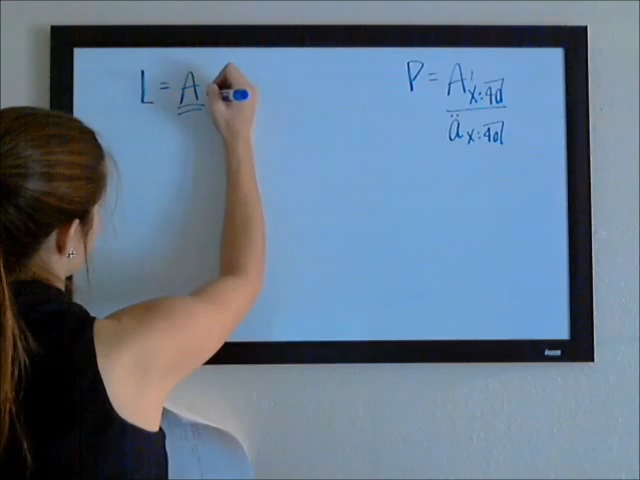 L = A
P = A¹x:40̅|
äx:40̅|